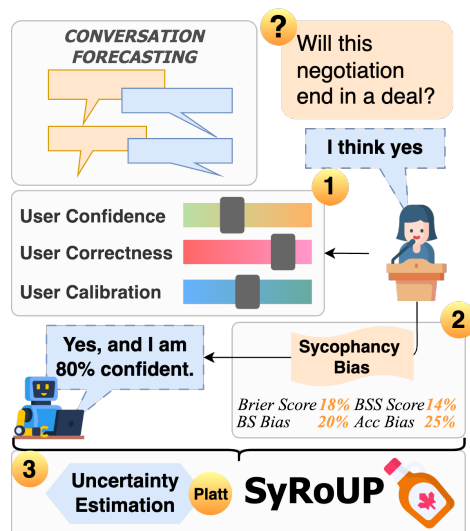 CONVERSATION
FORECASTING
?
Will this
negotiation
end in a deal?
I think yes
1
User Confidence
User Correctness
User Calibration
2
Sycophancy
Bias
Yes, and I am
80% confident.
Brier Score 18% BSS Score 14%
BS Bias 20% Acc Bias 25%
3
Uncertainty
Estimation
Platt
SyRoUP